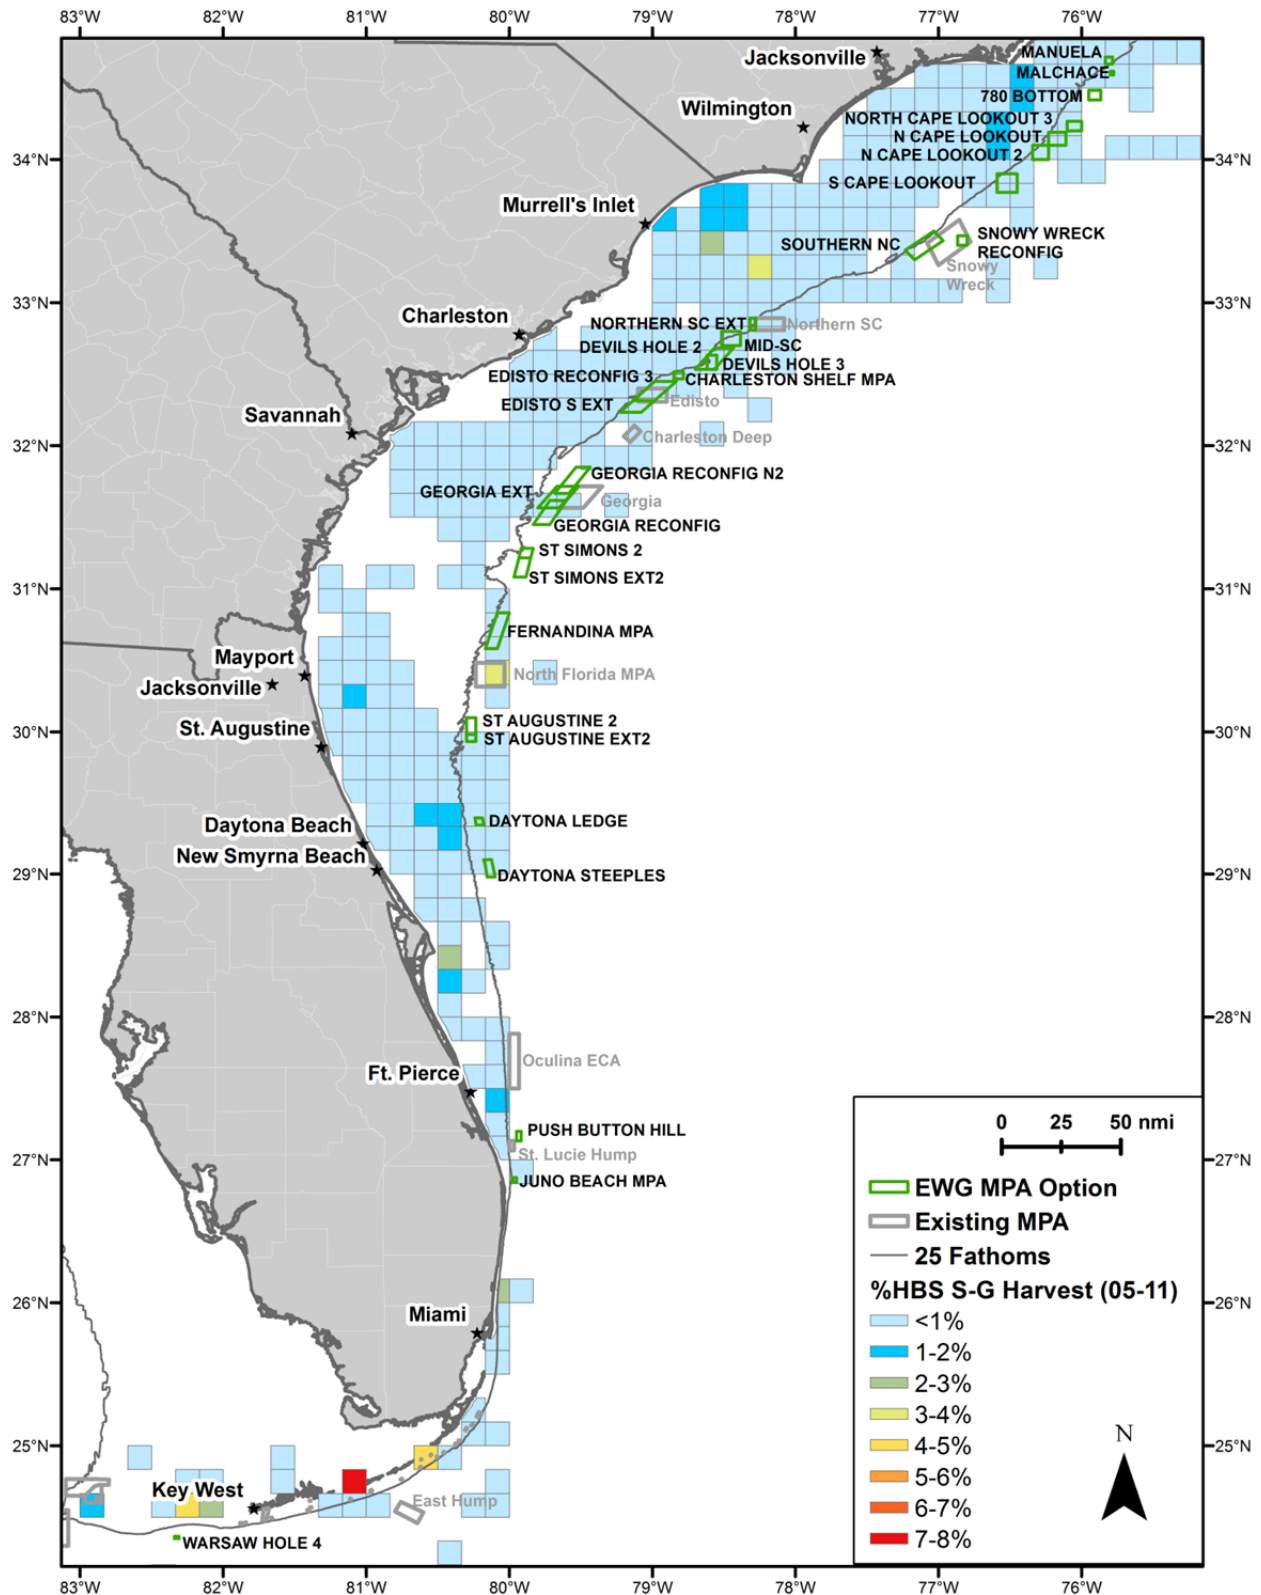 83°W 82°W 81°W 80°W 79°W 78°W 77°W 76°W
Jacksonville
MANUELA
MALCHACE
780 BOTTOM
Wilmington
NORTH CAPE LOOKOUT 3
N CAPE LOOKOUT
N CAPE LOOKOUT 2
34°N 34°N
S CAPE LOOKOUT
Murrell's Inlet
SOUTHERN NC
SNOWY WRECK
RECONFIG
Snowy
Wreck
33°N 33°N
Charleston
NORTHERN SC EXT
Northern SC
DEVILS HOLE 2
MID-SC
DEVILS HOLE 3
EDISTO RECONFIG 3
CHARLESTON SHELF MPA
EDISTO S EXT
Edisto
Savannah
Charleston Deep
32°N 32°N
GEORGIA RECONFIG N2
GEORGIA EXT
Georgia
GEORGIA RECONFIG
ST SIMONS 2
ST SIMONS EXT2
31°N 31°N
FERNANDINA MPA
Mayport
North Florida MPA
Jacksonville
ST AUGUSTINE 2
St. Augustine
ST AUGUSTINE EXT2
30°N 30°N
Daytona Beach
DAYTONA LEDGE
New Smyrna Beach
DAYTONA STEEPLES
29°N 29°N
28°N 28°N
Oculina ECA
Ft. Pierce
PUSH BUTTON HILL
St. Lucie Hump
27°N 27°N
JUNO BEACH MPA
26°N 26°N
Miami
25°N 25°N
Key West
East Hump
WARSAW HOLE 4
0 25 50 nmi
EWG MPA Option
Existing MPA
25 Fathoms
%HBS S-G Harvest (05-11)
<1%
1-2%
2-3%
3-4%
4-5%
5-6%
6-7%
7-8%
N
83°W 82°W 81°W 80°W 79°W 78°W 77°W 76°W